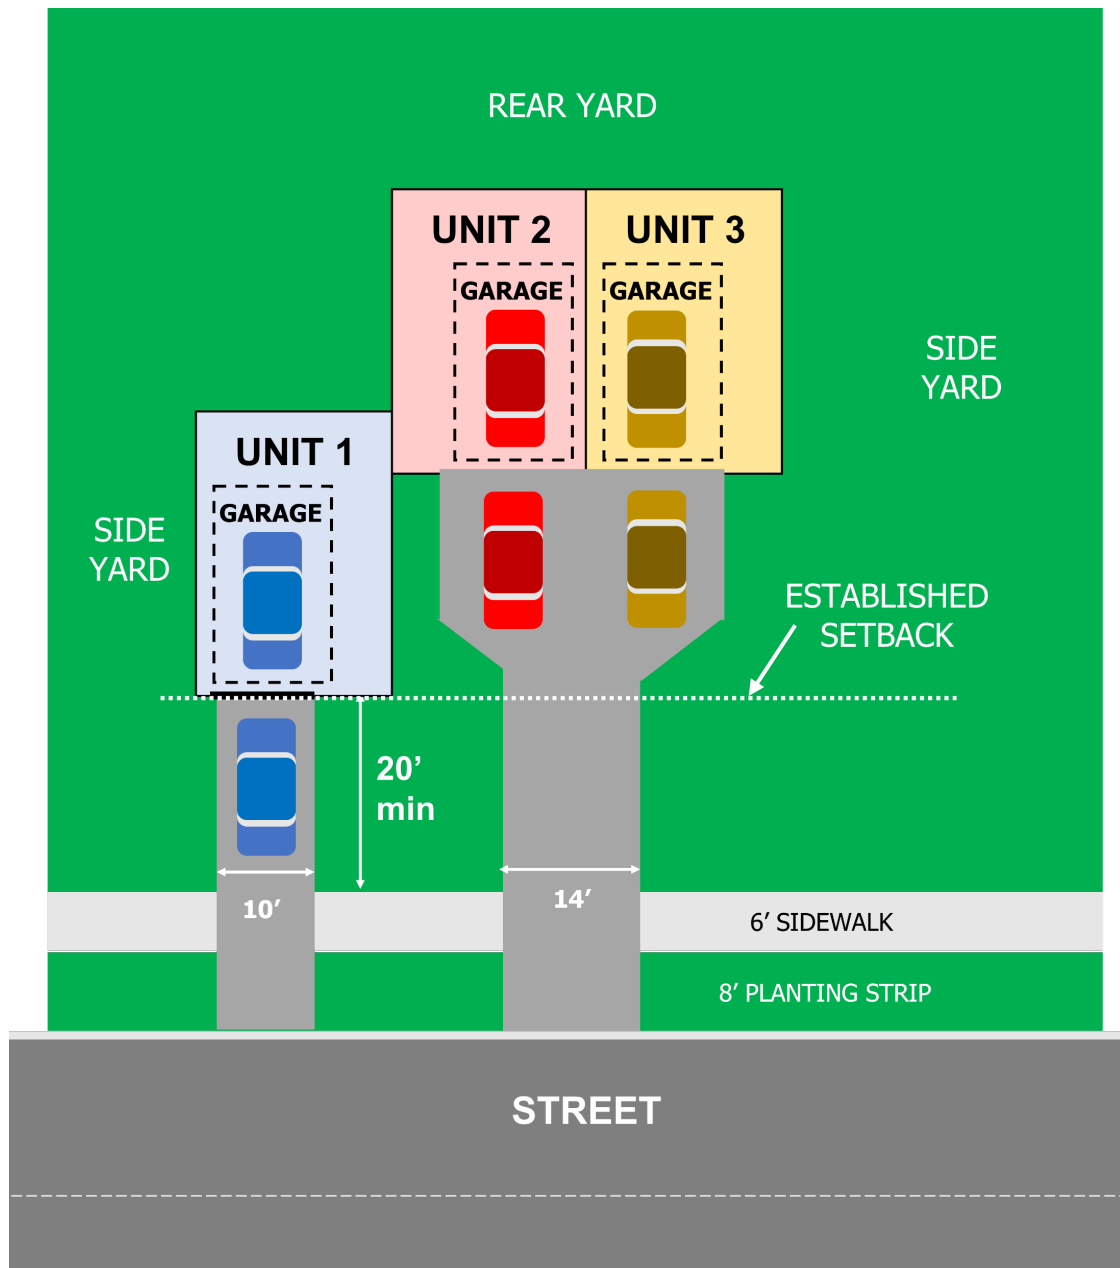 REAR YARD
UNIT 2
UNIT 3
GARAGE
GARAGE
SIDE
YARD
UNIT 1
GARAGE
SIDE
YARD
ESTABLISHED
SETBACK
20’
min
10’
14’
6’ SIDEWALK
8’ PLANTING STRIP
STREET